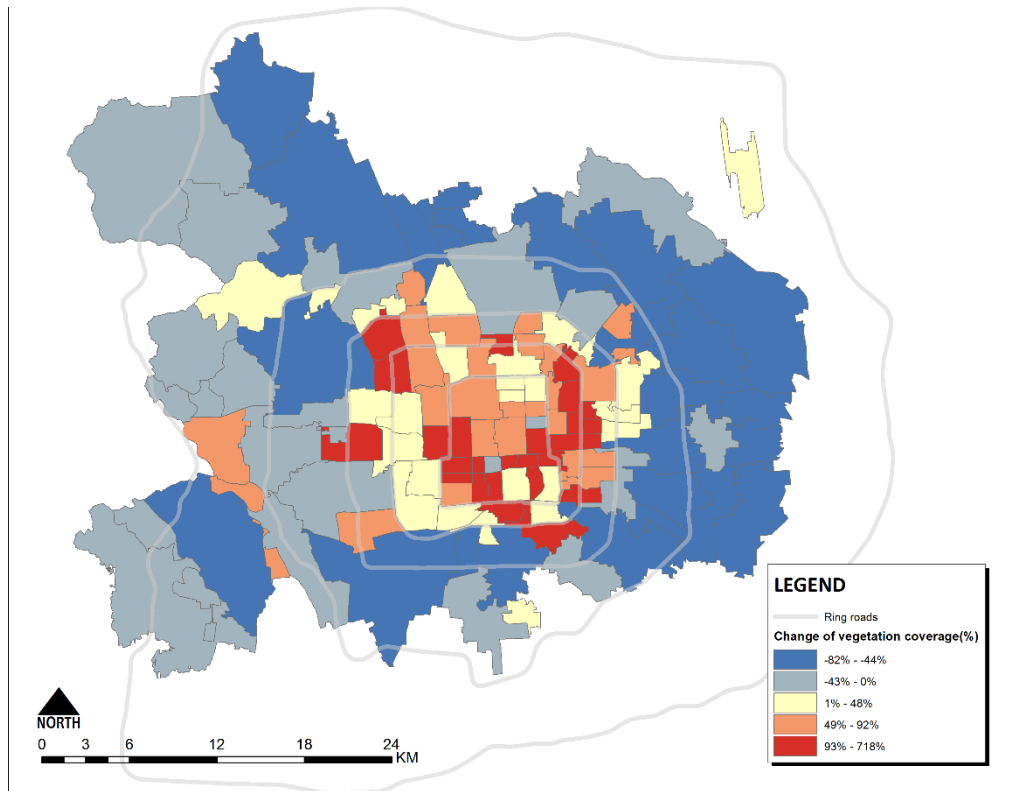 LEGEND
Ring roads
Change of vegetation coverage(%)
-82% - -44%
-43% - 0%
1% - 48%
49% - 92%
93% - 718%
NORTH
0 3 6 12 18 24
KM